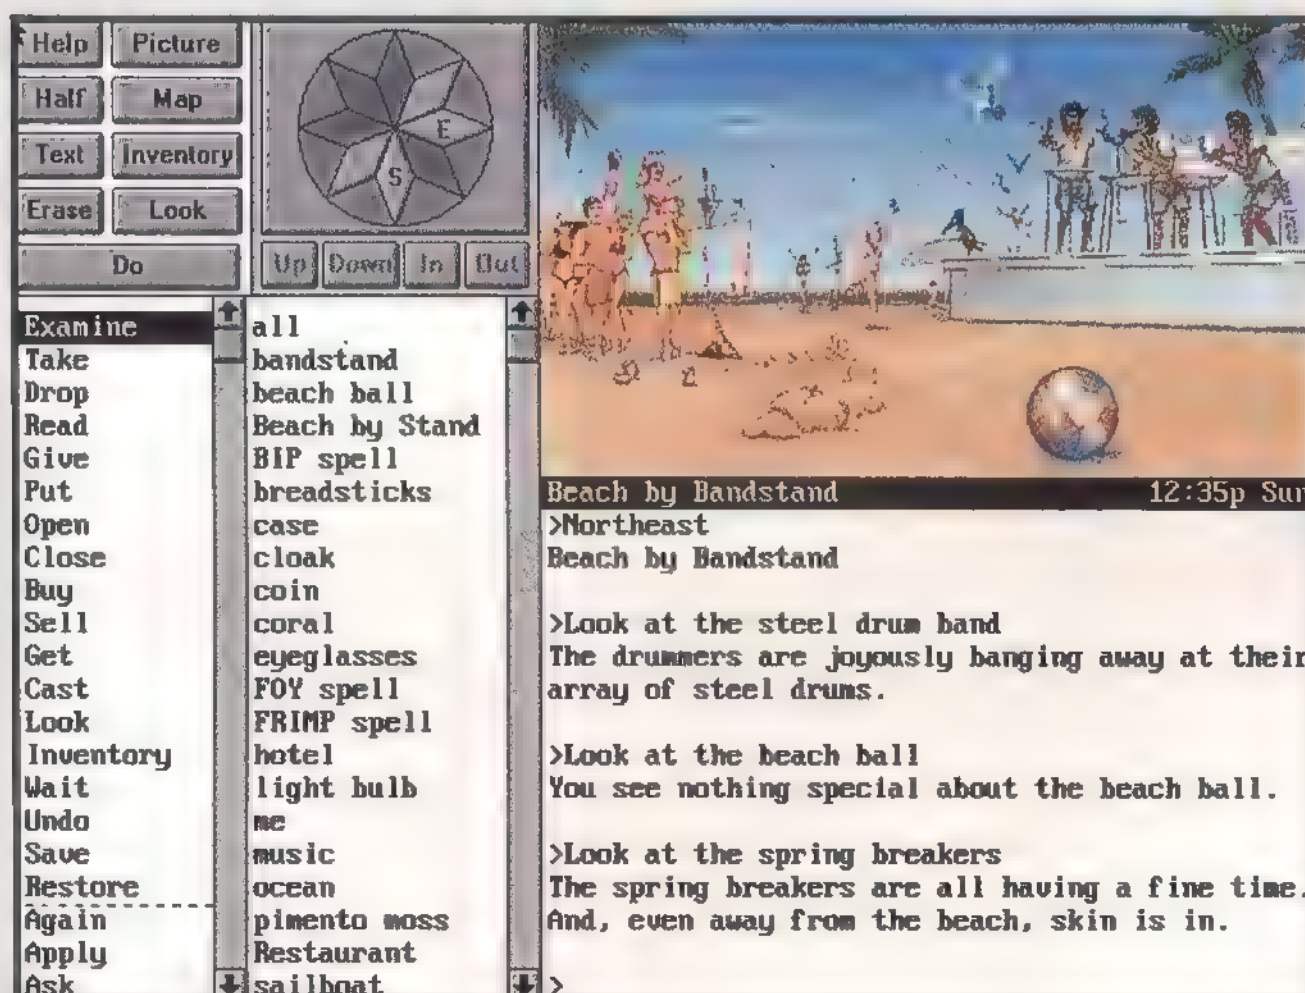 Help Picture
Half Map
Text Inventory
Erase Look
Do
E
S
Up Down In Out
Examine
Take
Drop
Read
Give
Put
Open
Close
Buy
Sell
Get
Cast
Look
Inventory
Wait
Undo
Save
Restore
Again
Apply
Ask
all
bandstand
beach ball
Beach by Stand
BIP spell
breadsticks
case
cloak
coin
coral
eyeglasses
FOY spell
FRIMP spell
hotel
light bulb
me
music
ocean
pimento moss
Restaurant
sailboat
Beach by Bandstand 12:35p Sun
>Northeast
Beach by Bandstand
>Look at the steel drum band
The drummers are joyously banging away at their
array of steel drums.
>Look at the beach ball
You see nothing special about the beach ball.
>Look at the spring breakers
The spring breakers are all having a fine time.
And, even away from the beach, skin is in.
>